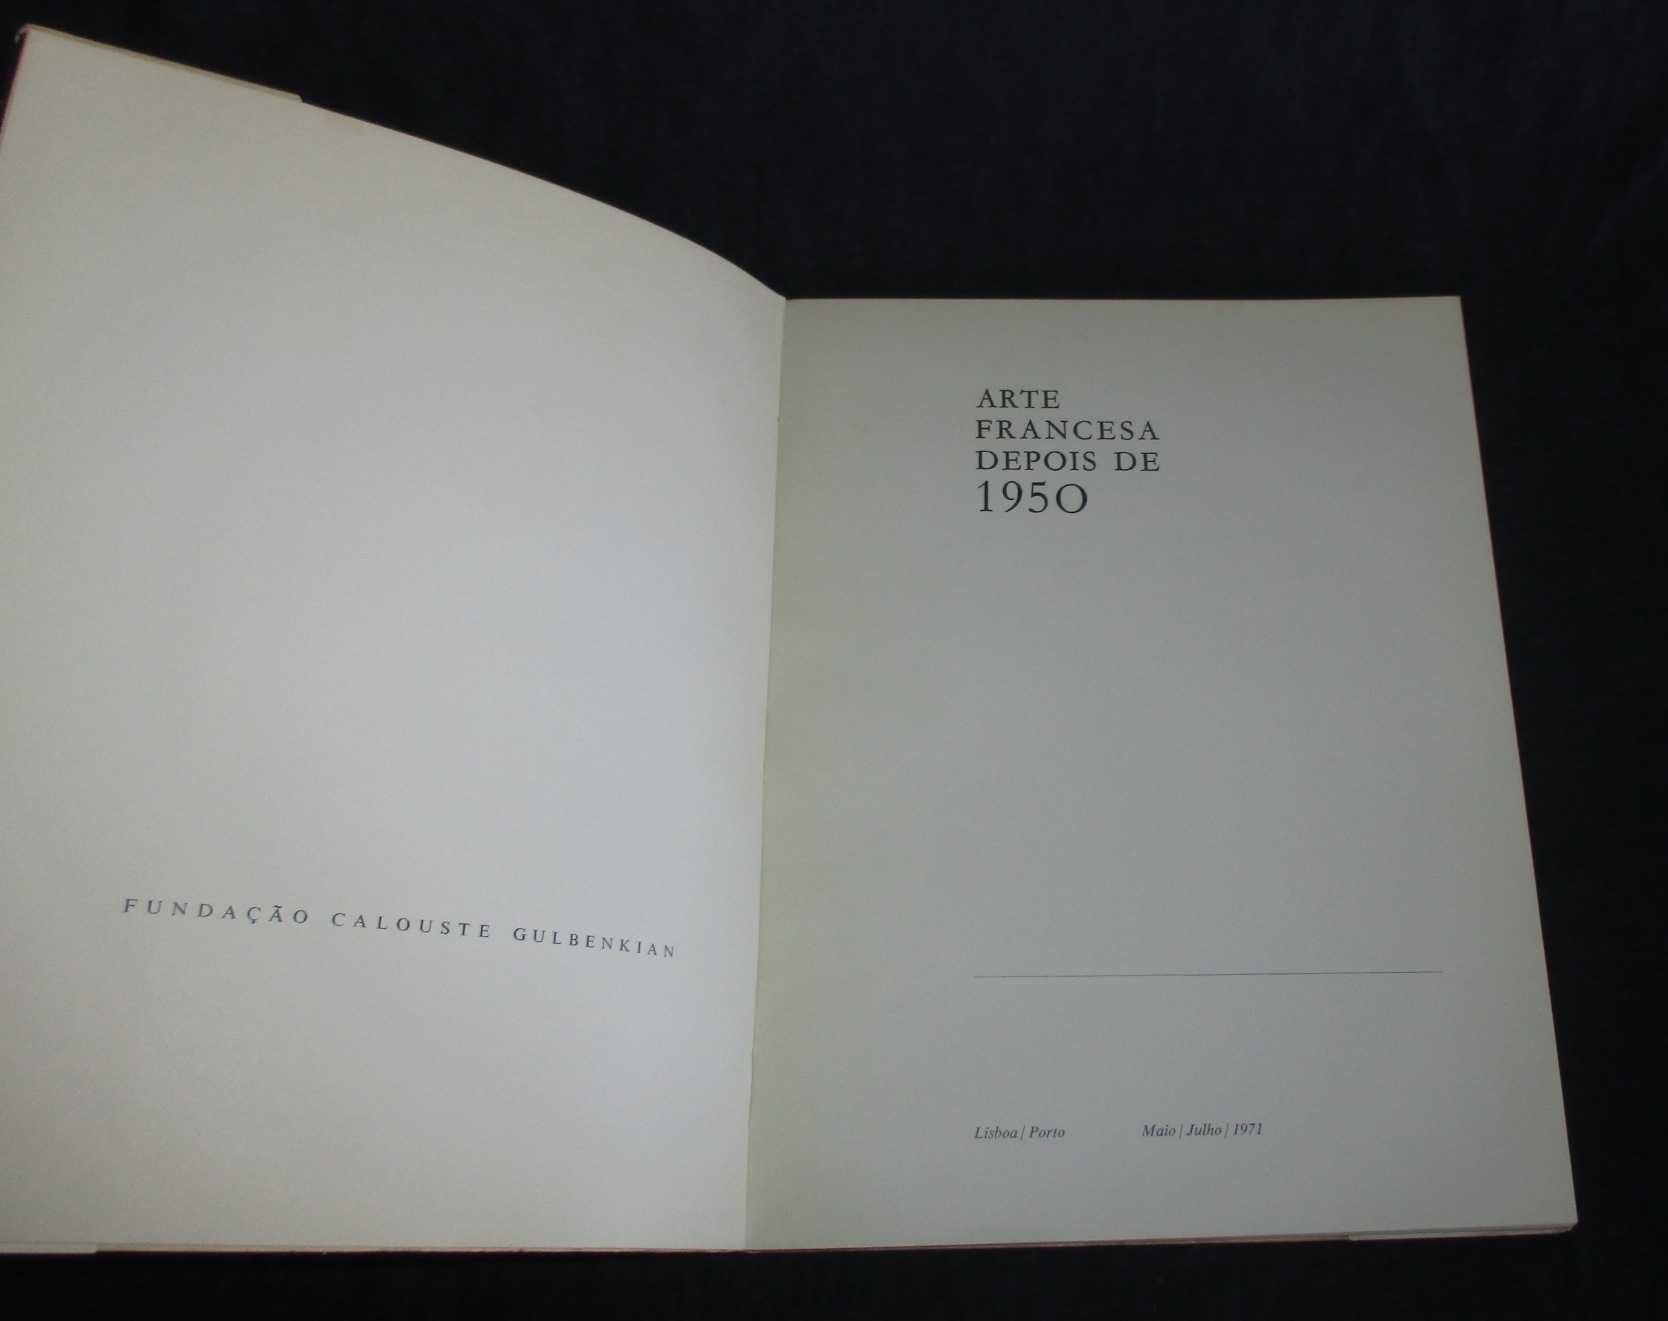 FUNDAÇÃO CALOUSTE GULBENKIAN
ARTE
FRANCESA
DEPOIS DE
1950
Lisboa | Porto Maio | Julho | 1971